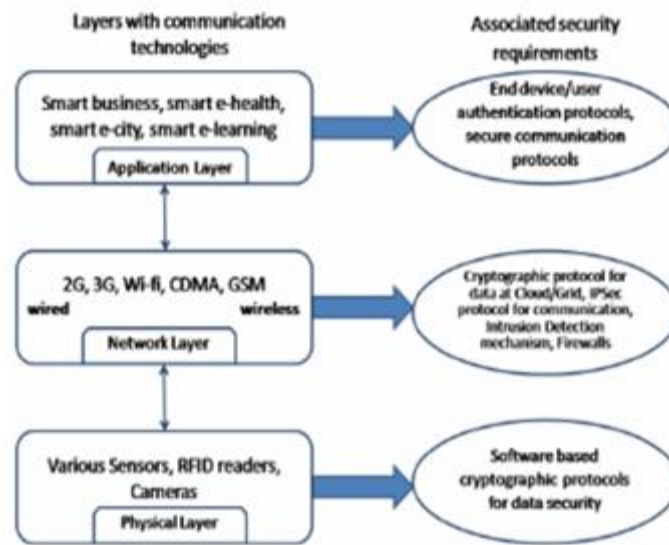 Layers with communication
technologies
Associated security
requirements
Smart business, smart e-health,
smart e-city, smart e-learning
Application Layer
End device/user
authentication protocols,
secure communication
protocols
2G, 3G, Wi-fi, CDMA, GSM
wired wireless
Network Layer
Cryptographic protocol for
data at Cloud/Grid, IPSec
protocol for communication,
Intrusion Detection
mechanism, Firewalls
Various Sensors, RFID readers,
Cameras
Physical Layer
Software based
cryptographic protocols
for data security